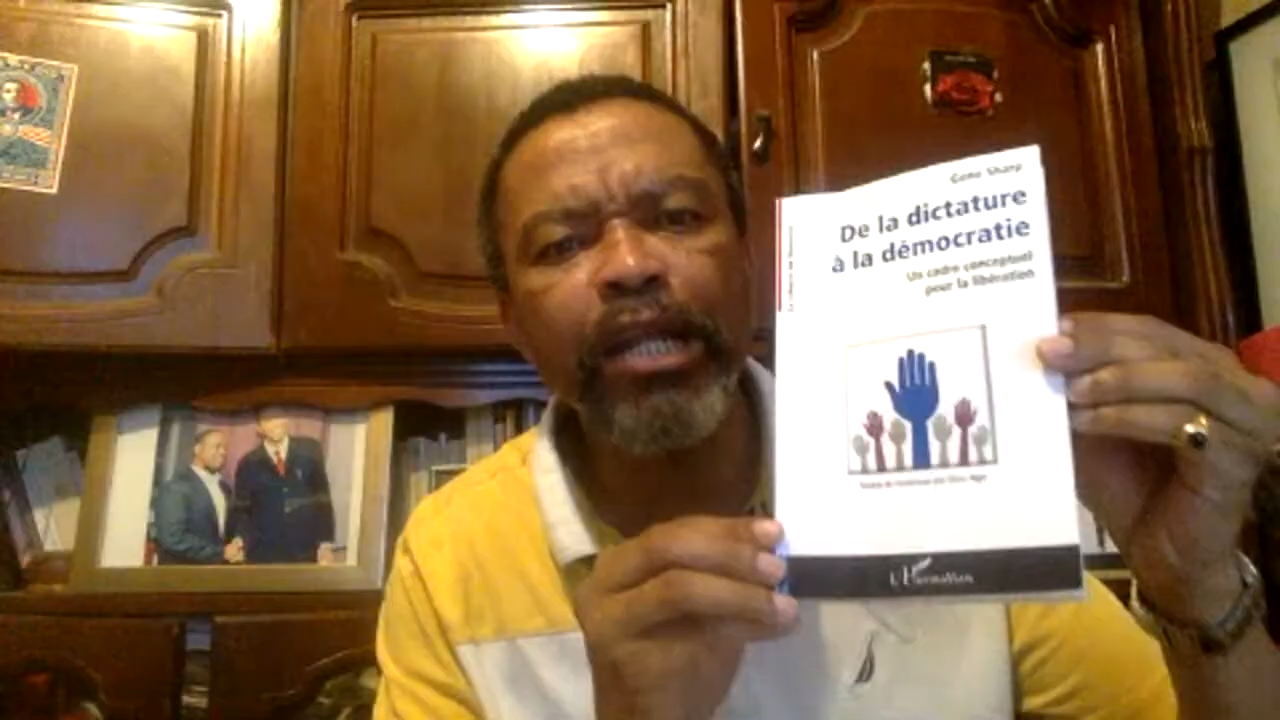 Gene Sharp
De la dictature
à la démocratie
Un cadre conceptuel
pour la libération
L'Harmattan